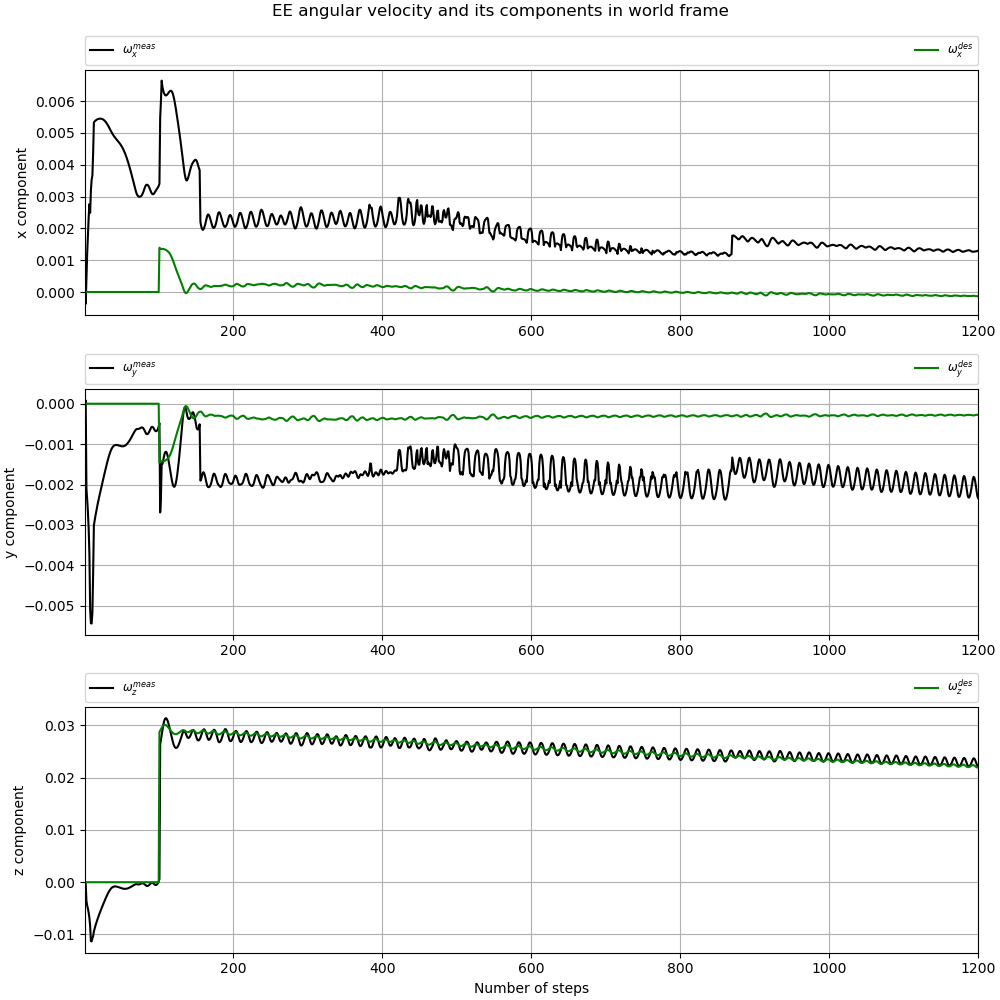 EE angular velocity and its components in world frame
ω_x^meas ω_x^des
x component
0.006
0.005
0.004
0.003
0.002
0.001
0.000
200 400 600 800 1000 1200
ω_y^meas ω_y^des
y component
0.000
−0.001
−0.002
−0.003
−0.004
−0.005
200 400 600 800 1000 1200
ω_z^meas ω_z^des
z component
0.03
0.02
0.01
0.00
−0.01
200 400 600 800 1000 1200
Number of steps